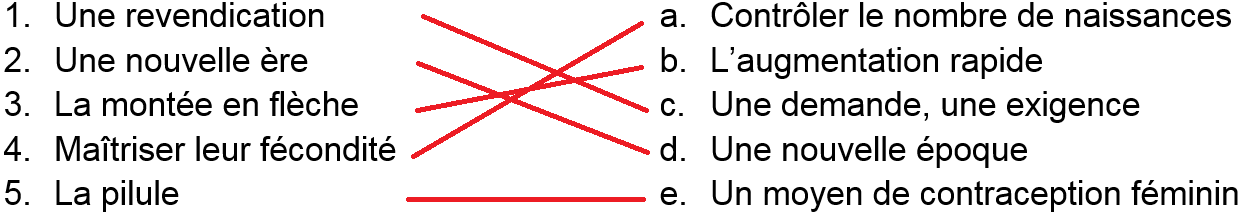 1. Une revendication a. Contrôler le nombre de naissances
2. Une nouvelle ère b. L’augmentation rapide
3. La montée en flèche c. Une demande, une exigence
4. Maîtriser leur fécondité d. Une nouvelle époque
5. La pilule e. Un moyen de contraception féminin